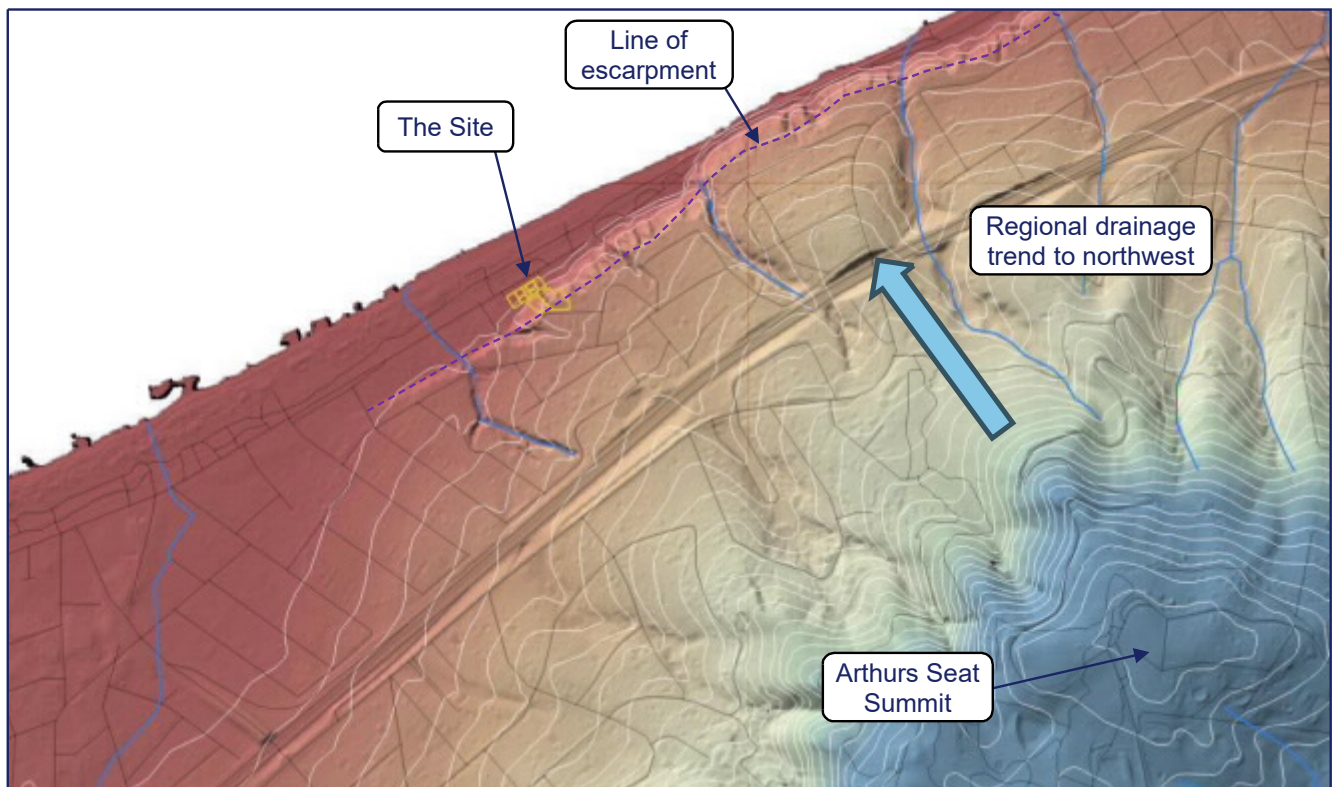 Line of
escarpment
The Site
Regional drainage
trend to northwest
Arthurs Seat
Summit